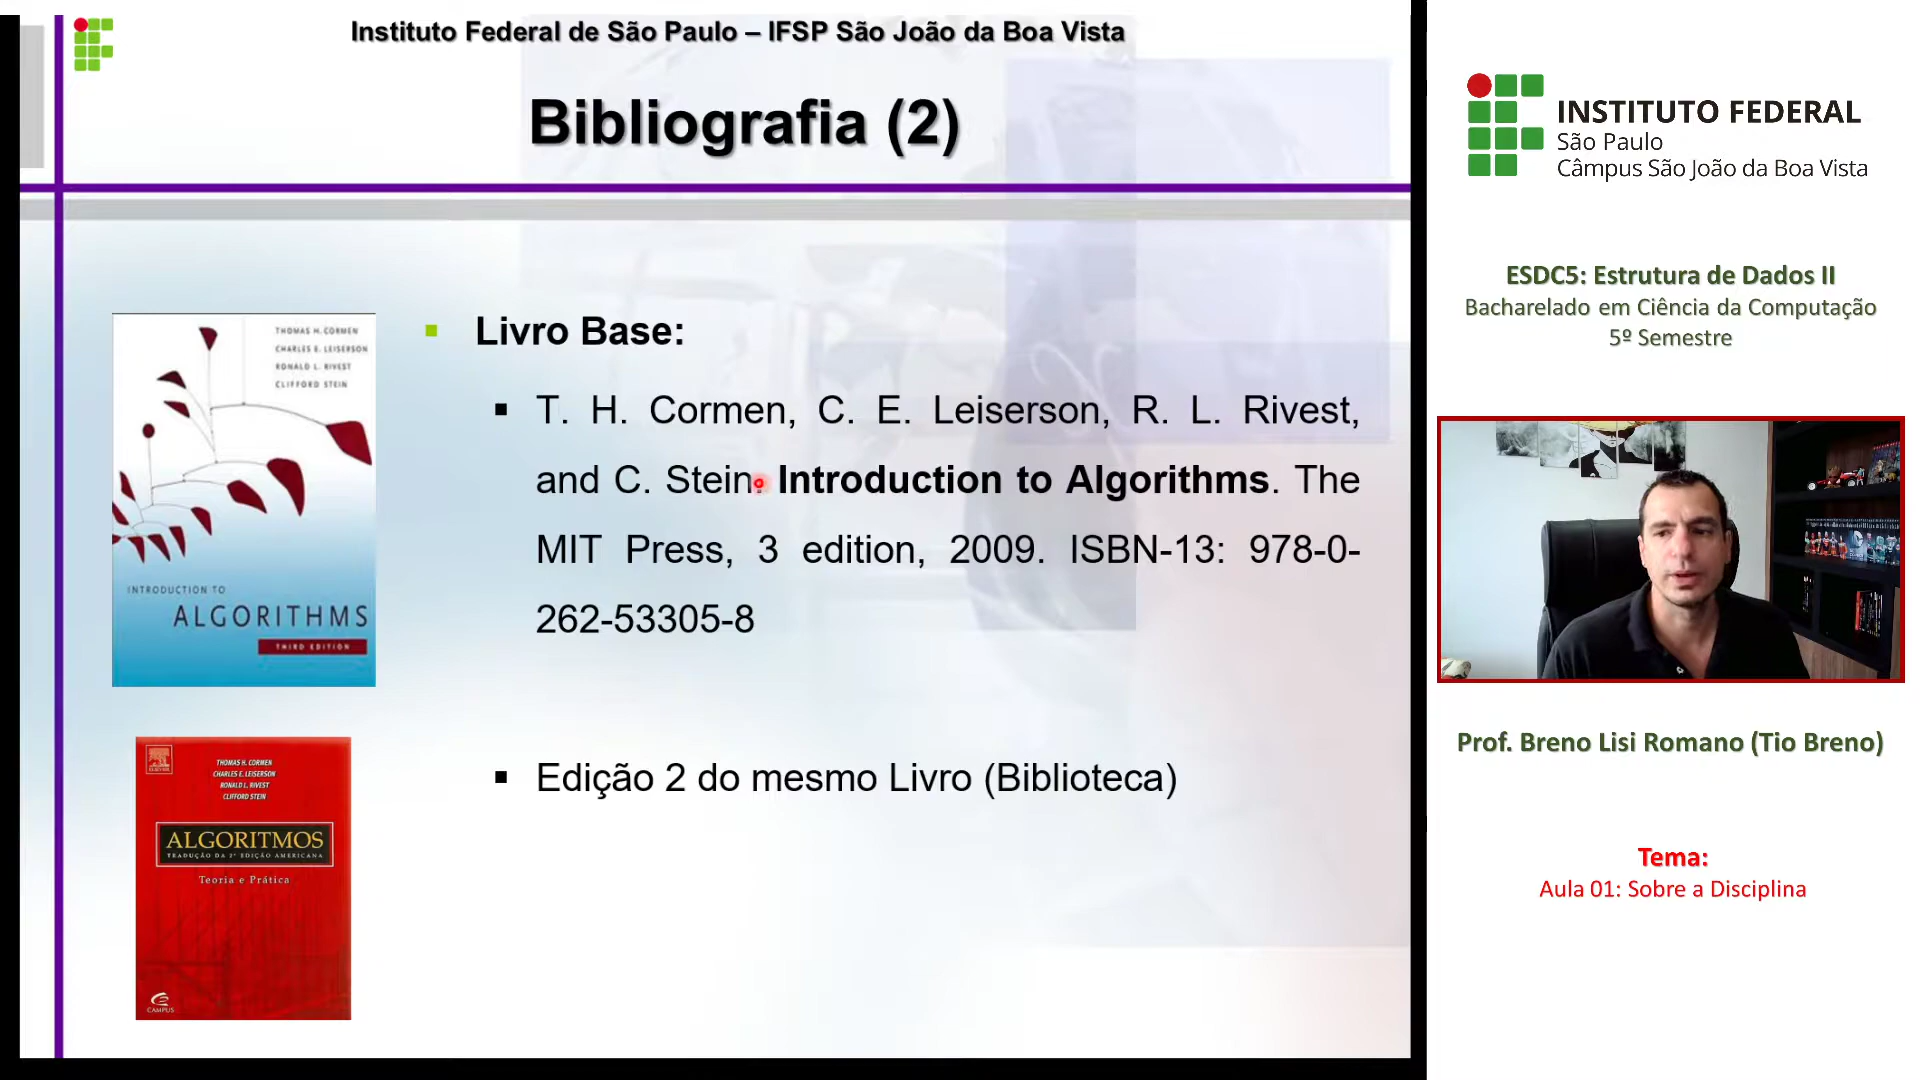 Instituto Federal de São Paulo – IFSP São João da Boa Vista
Bibliografia (2)
Livro Base:
T. H. Cormen, C. E. Leiserson, R. L. Rivest,
and C. Stein. Introduction to Algorithms. The
MIT Press, 3 edition, 2009. ISBN-13: 978-0-
262-53305-8
Edição 2 do mesmo Livro (Biblioteca)
THOMAS H. CORMEN
CHARLES E. LEISERSON
RONALD L. RIVEST
CLIFFORD STEIN
INTRODUCTION TO
ALGORITHMS
THIRD EDITION
THOMAS H. CORMEN
CHARLES E. LEISERSON
RONALD L. RIVEST
CLIFFORD STEIN
ALGORITMOS
TRADUÇÃO DA 2ª EDIÇÃO AMERICANA
Teoria e Prática
CAMPUS
INSTITUTO FEDERAL
São Paulo
Câmpus São João da Boa Vista
ESDC5: Estrutura de Dados II
Bacharelado em Ciência da Computação
5º Semestre
Prof. Breno Lisi Romano (Tio Breno)
Tema:
Aula 01: Sobre a Disciplina